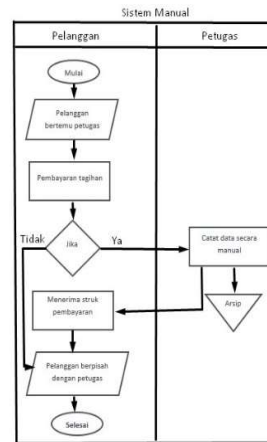 Sistem Manual
Pelanggan
Petugas
Mulai
Pelanggan
bertemu petugas
Pembayaran tagihan
Tidak
Jika
Ya
Catat data secara
manual
Menerima struk
pembayaran
Arsip
Pelanggan berpisah
dengan petugas
Selesai